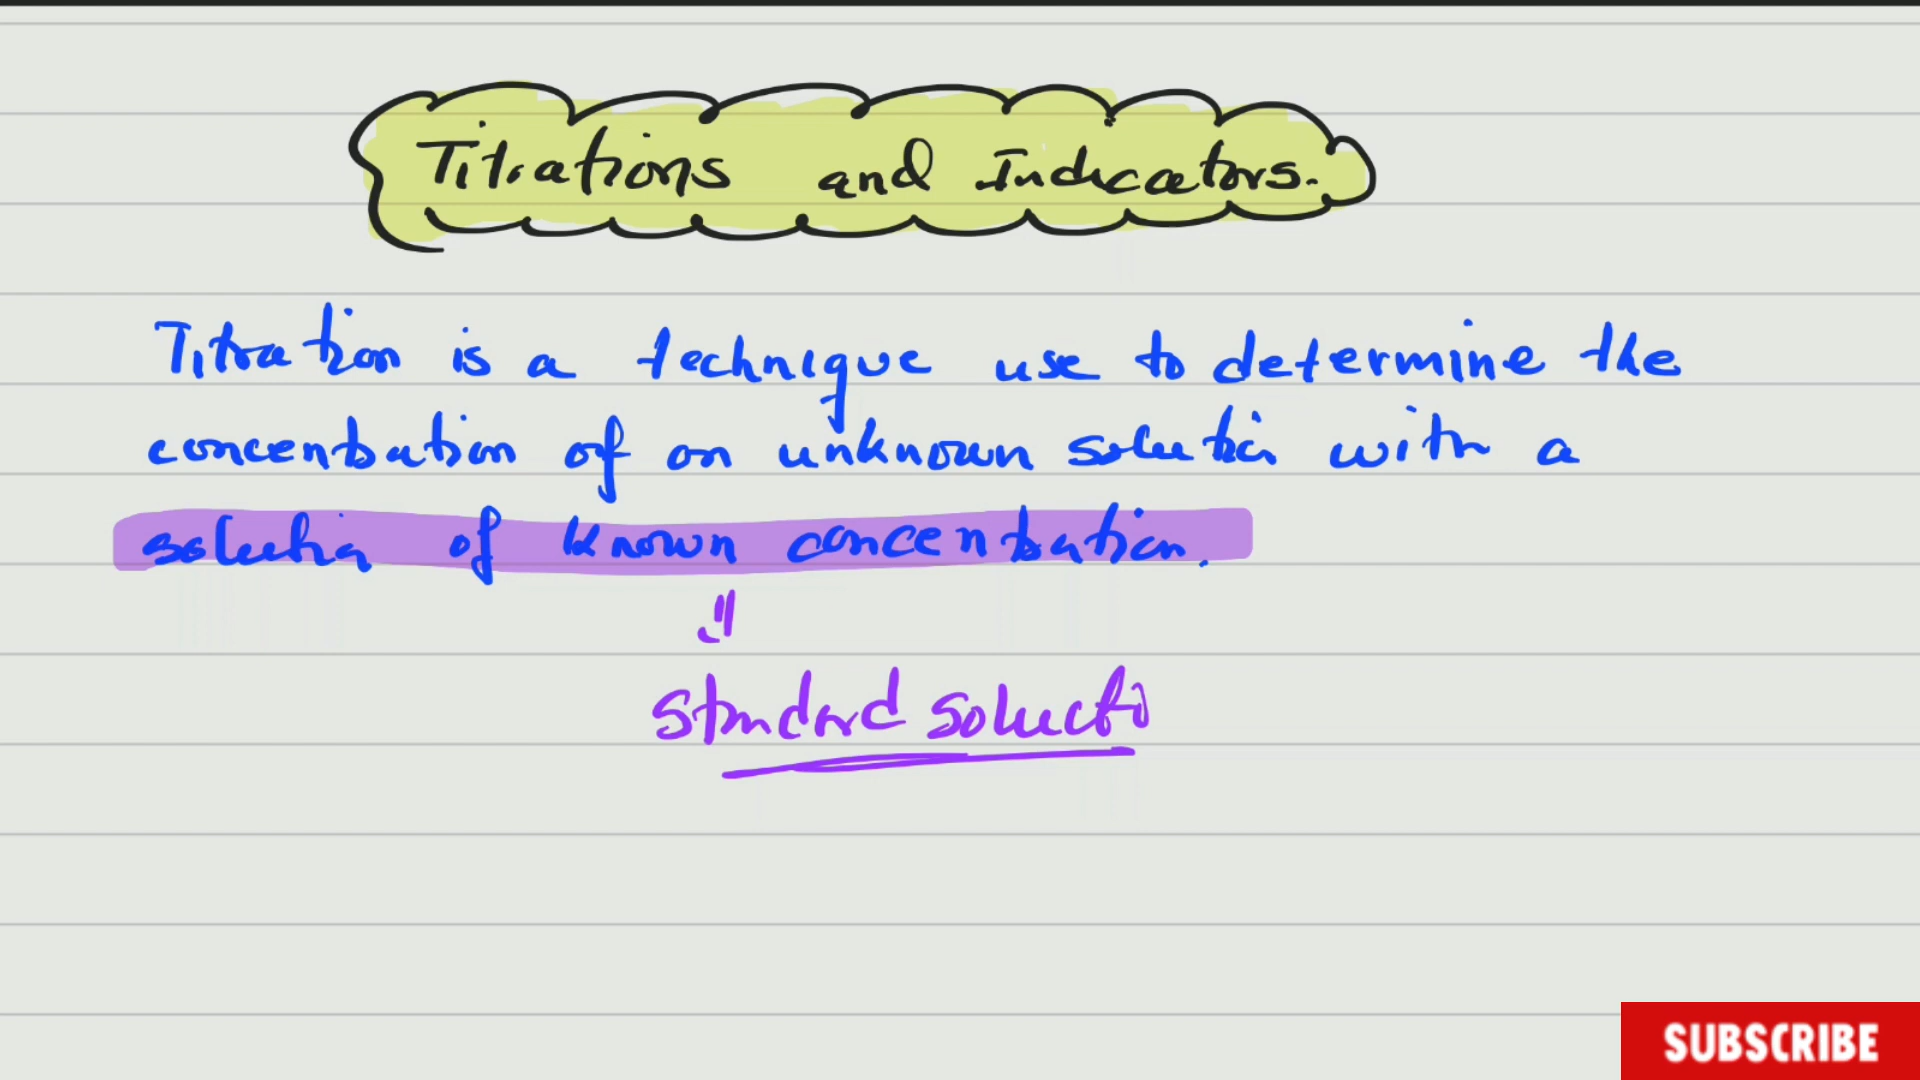 Titrations and Indicators.
Titration is a technique use to determine the
concentration of an unknown solution with a
solution of known concentration.
Standard soluti
SUBSCRIBE